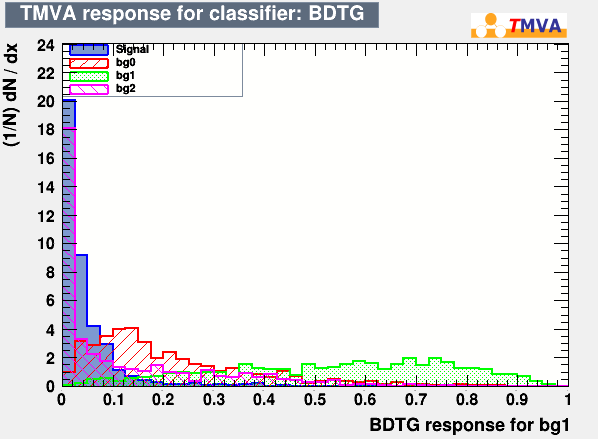 TMVA response for classifier: BDTG
TMVA
(1/N) dN / dx
24
22
20
18
16
14
12
10
8
6
4
2
0
Signal
bg0
bg1
bg2
0 0.1 0.2 0.3 0.4 0.5 0.6 0.7 0.8 0.9 1
BDTG response for bg1